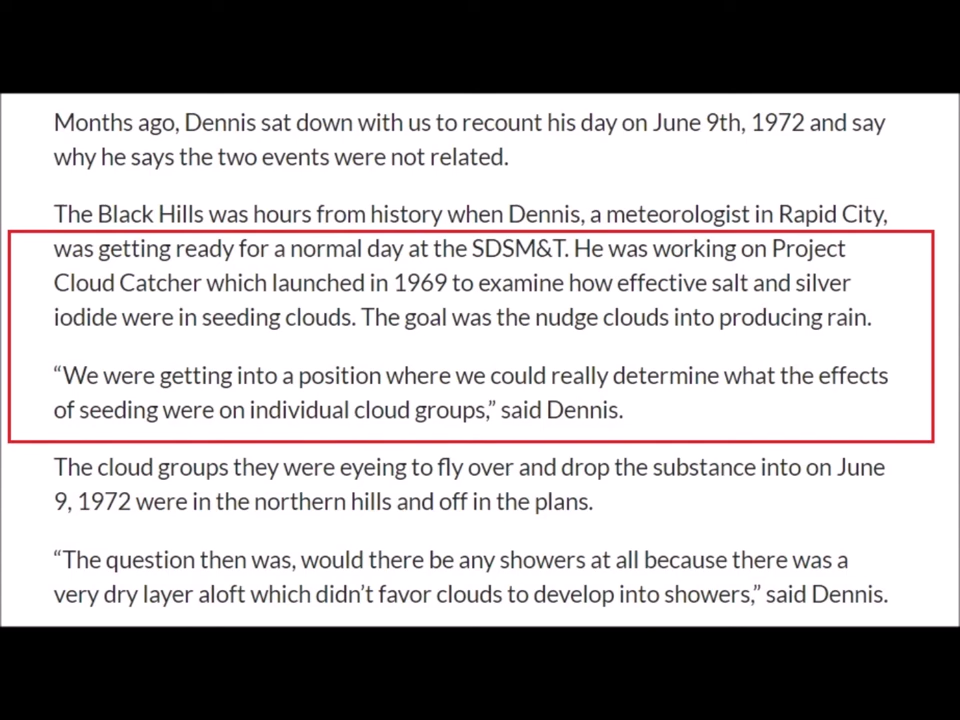 Months ago, Dennis sat down with us to recount his day on June 9th, 1972 and say
why he says the two events were not related.
The Black Hills was hours from history when Dennis, a meteorologist in Rapid City,
was getting ready for a normal day at the SDSM&T. He was working on Project
Cloud Catcher which launched in 1969 to examine how effective salt and silver
iodide were in seeding clouds. The goal was the nudge clouds into producing rain.
“We were getting into a position where we could really determine what the effects
of seeding were on individual cloud groups,” said Dennis.
The cloud groups they were eyeing to fly over and drop the substance into on June
9, 1972 were in the northern hills and off in the plans.
“The question then was, would there be any showers at all because there was a
very dry layer aloft which didn’t favor clouds to develop into showers,” said Dennis.